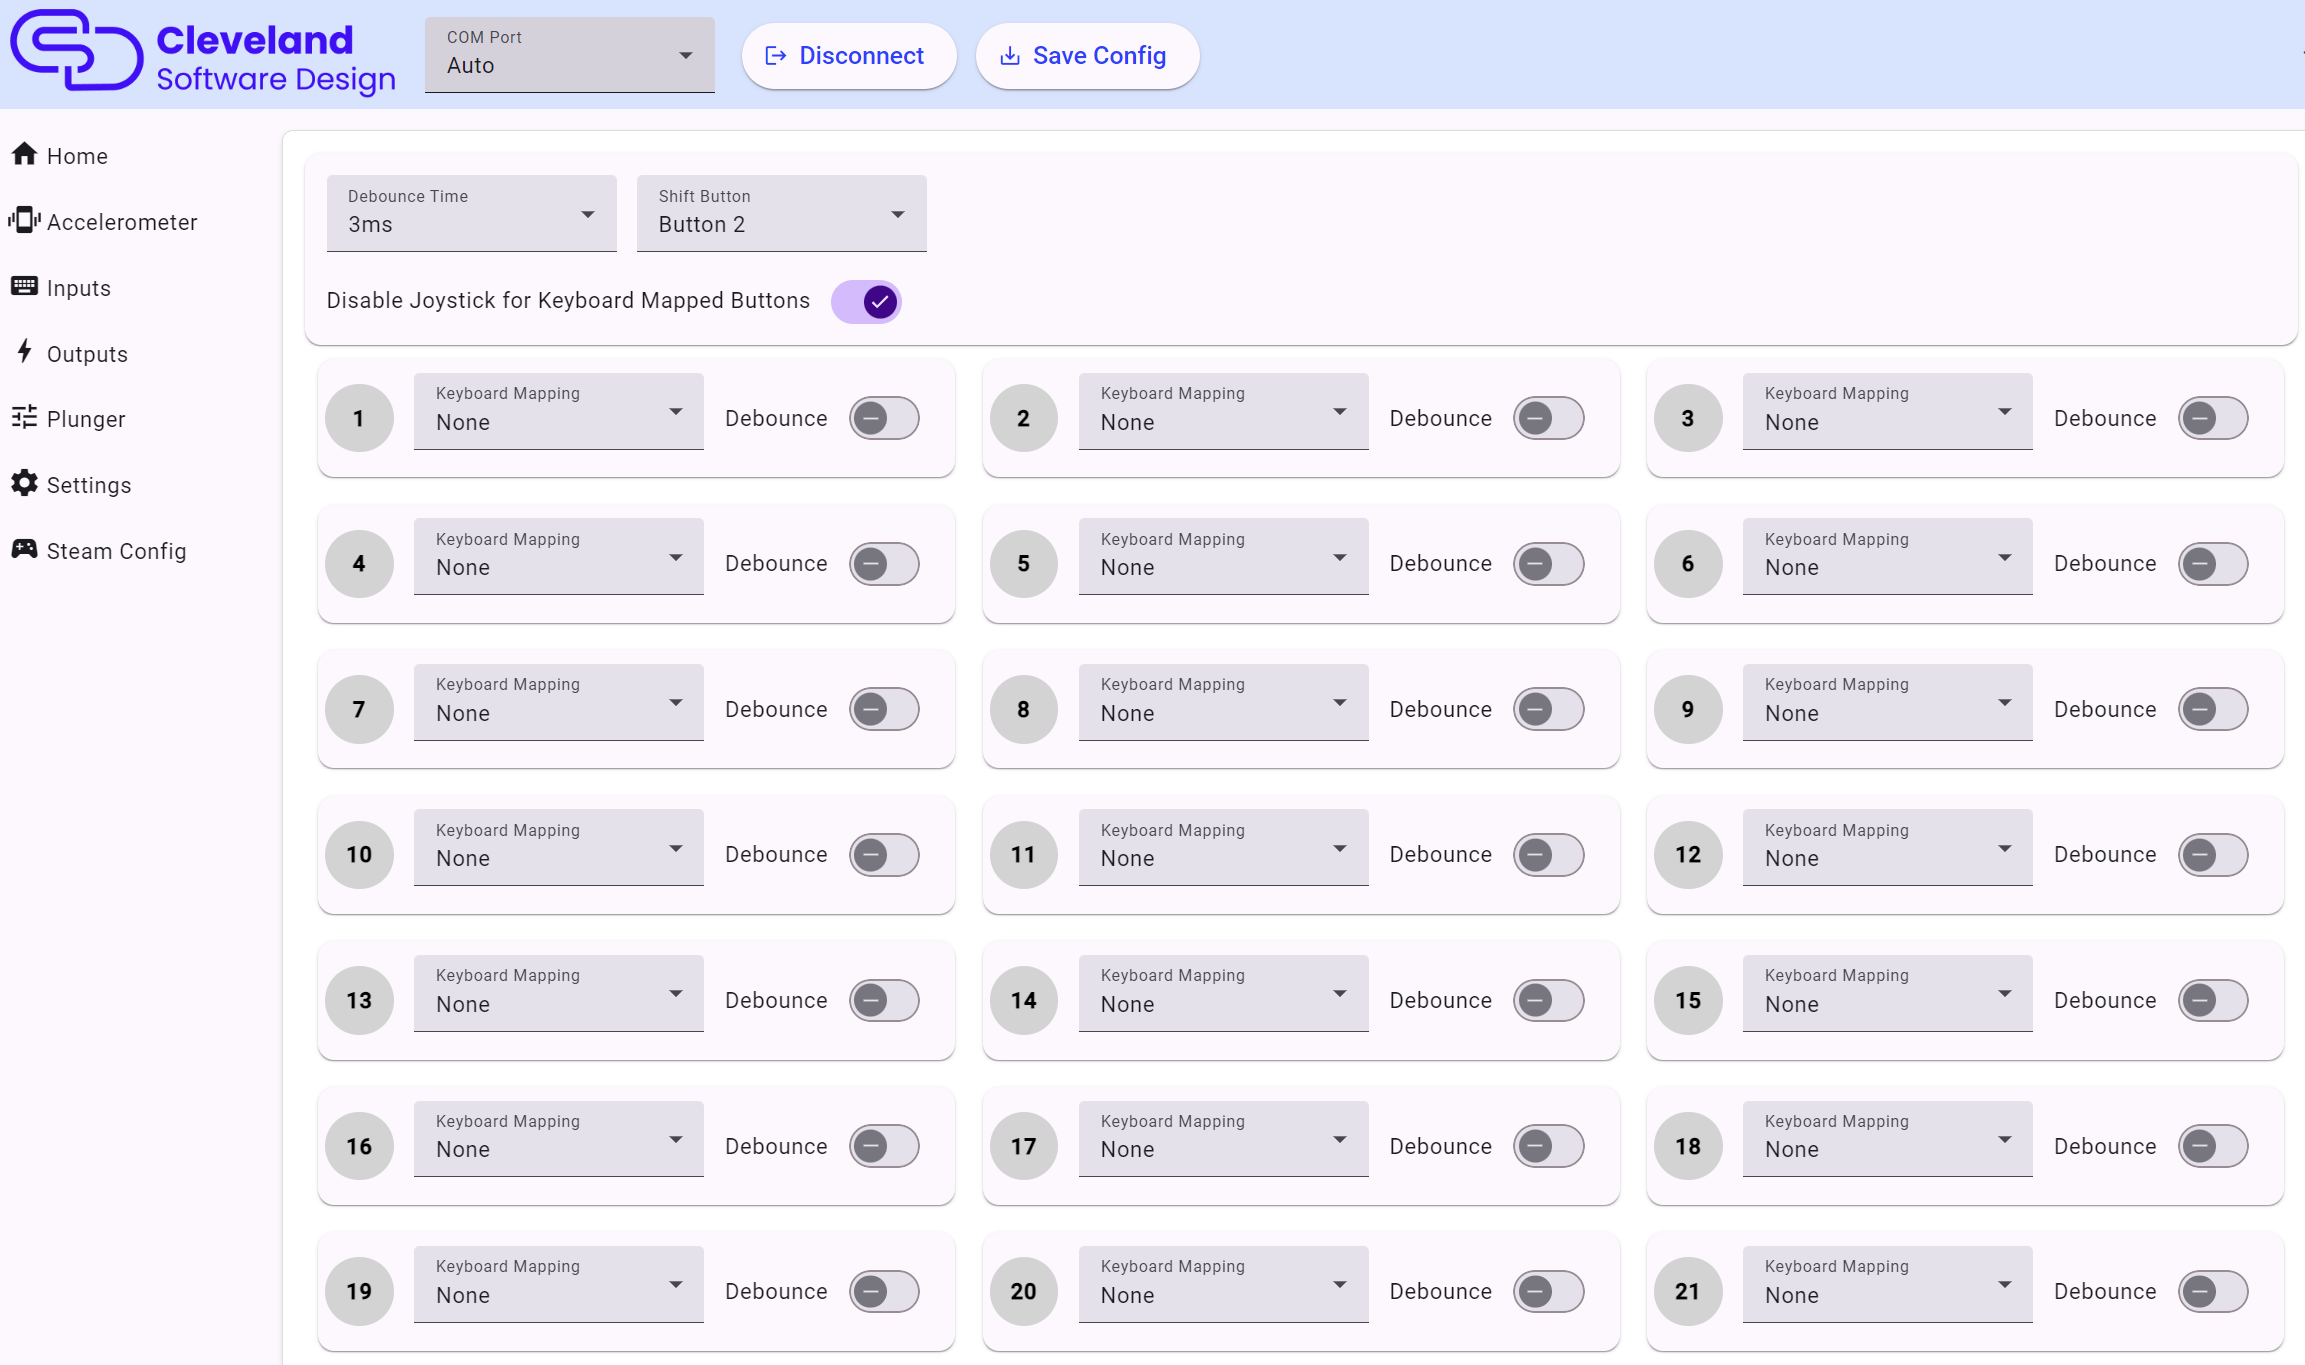 Cleveland
Software Design
COM Port
Auto
Disconnect
Save Config
Home
Accelerometer
Inputs
Outputs
Plunger
Settings
Steam Config
Debounce Time
3ms
Shift Button
Button 2
Disable Joystick for Keyboard Mapped Buttons
1
Keyboard Mapping
None
Debounce
2
Keyboard Mapping
None
Debounce
3
Keyboard Mapping
None
Debounce
4
Keyboard Mapping
None
Debounce
5
Keyboard Mapping
None
Debounce
6
Keyboard Mapping
None
Debounce
7
Keyboard Mapping
None
Debounce
8
Keyboard Mapping
None
Debounce
9
Keyboard Mapping
None
Debounce
10
Keyboard Mapping
None
Debounce
11
Keyboard Mapping
None
Debounce
12
Keyboard Mapping
None
Debounce
13
Keyboard Mapping
None
Debounce
14
Keyboard Mapping
None
Debounce
15
Keyboard Mapping
None
Debounce
16
Keyboard Mapping
None
Debounce
17
Keyboard Mapping
None
Debounce
18
Keyboard Mapping
None
Debounce
19
Keyboard Mapping
None
Debounce
20
Keyboard Mapping
None
Debounce
21
Keyboard Mapping
None
Debounce